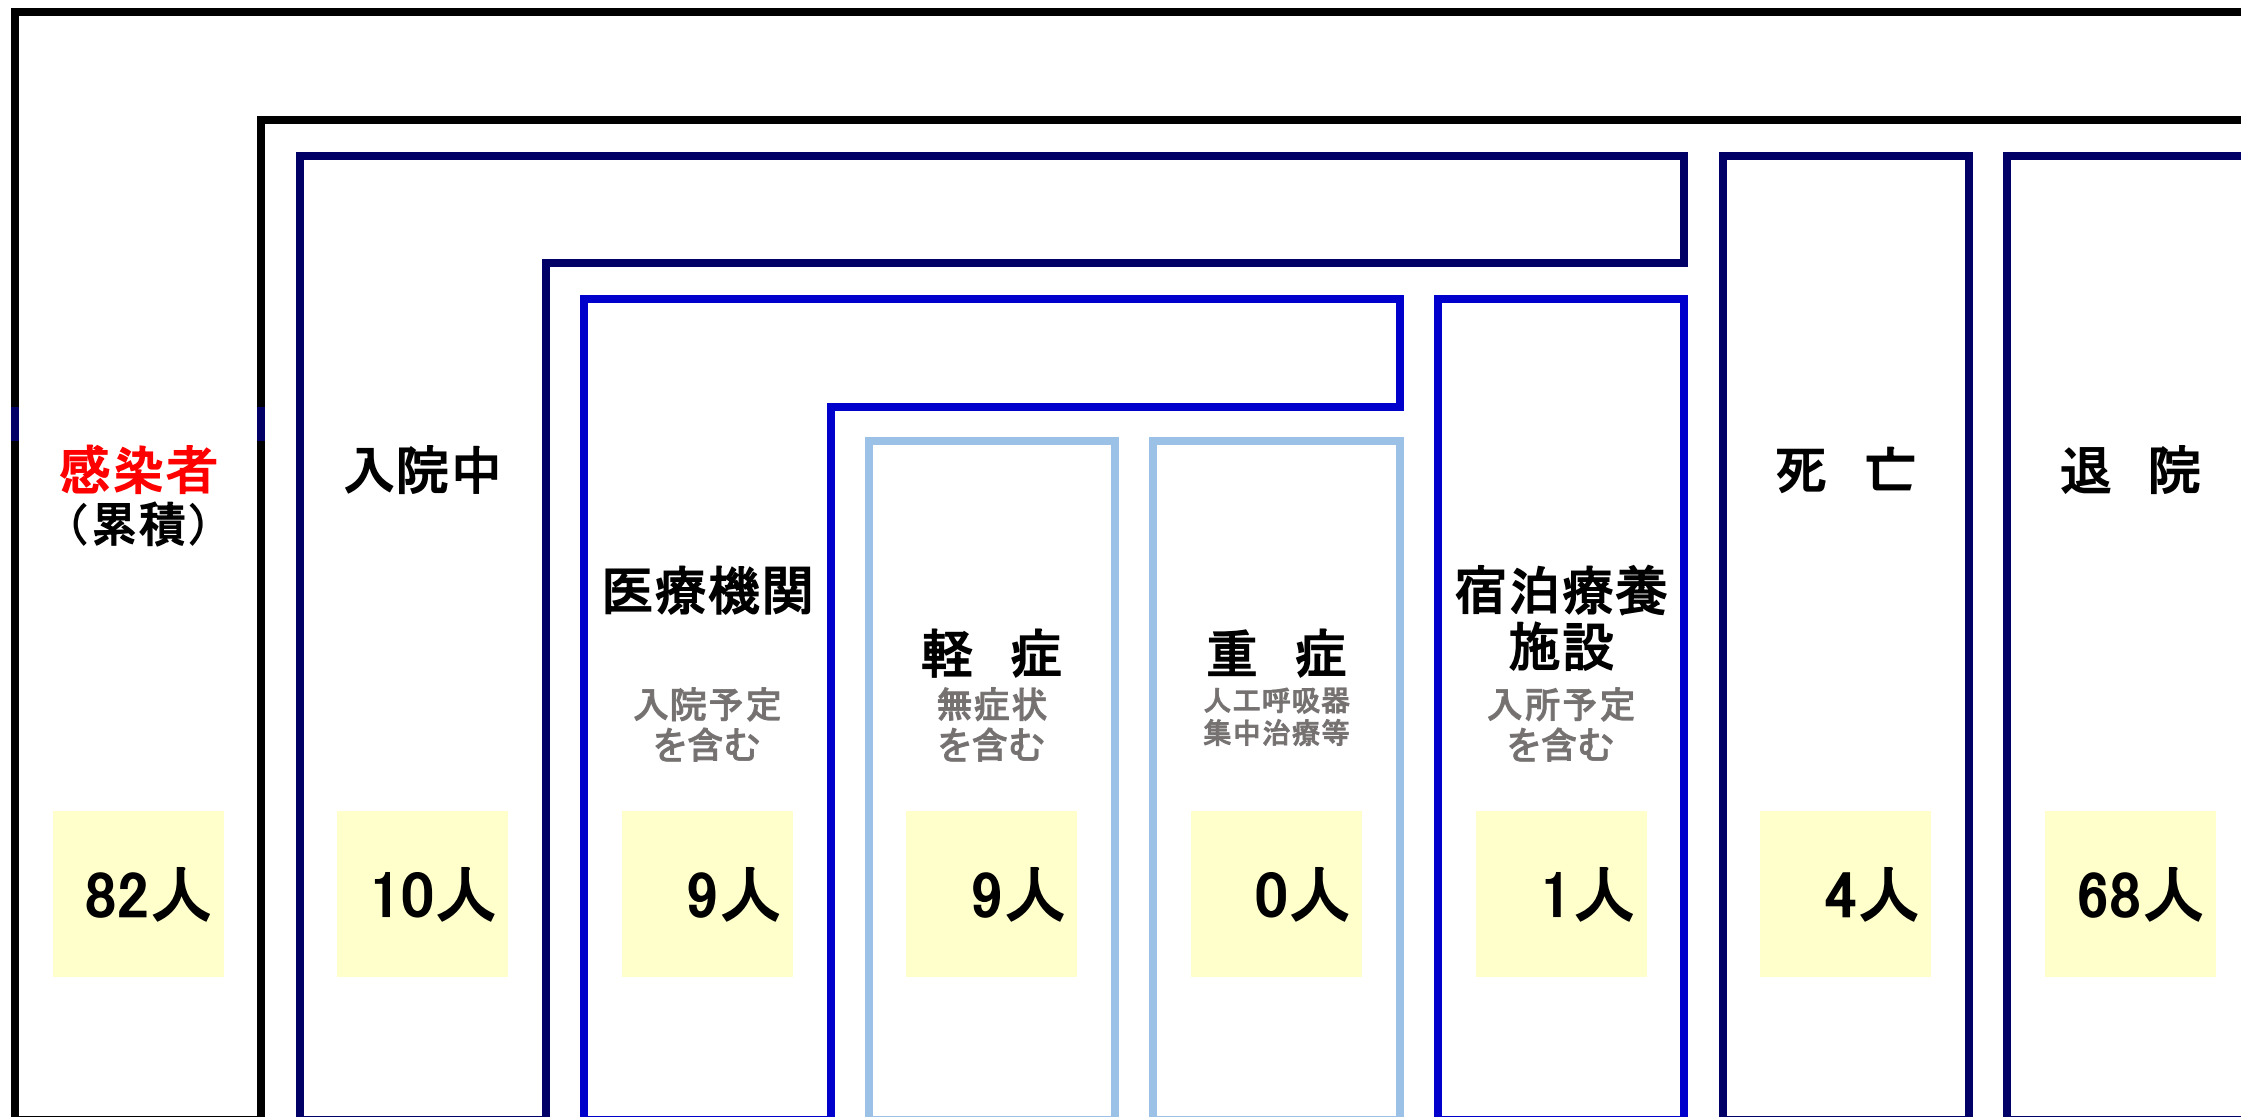 感染者
（累積）
82人
入院中
10人
医療機関
入院予定
を含む
9人
軽 症
無症状
を含む
9人
重 症
人工呼吸器
集中治療等
0人
宿泊療養
施設
入所予定
を含む
1人
死 亡
4人
退 院
68人